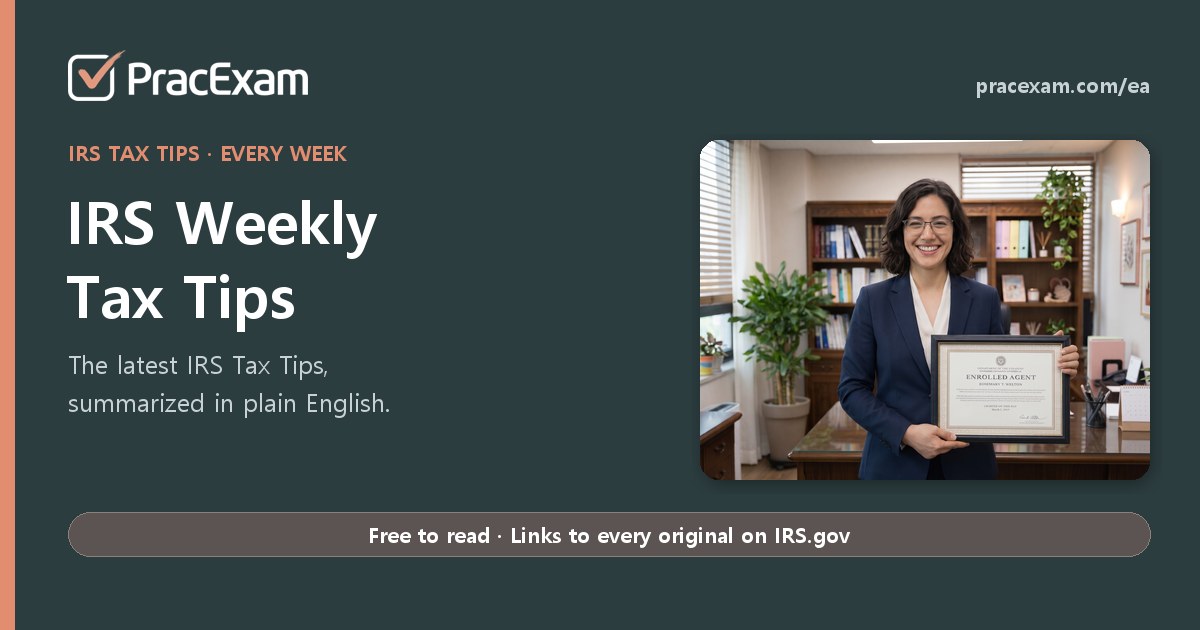 PracExam
pracexam.com/ea
IRS TAX TIPS · EVERY WEEK
IRS Weekly
Tax Tips
The latest IRS Tax Tips,
summarized in plain English.
ENROLLED AGENT
Free to read · Links to every original on IRS.gov